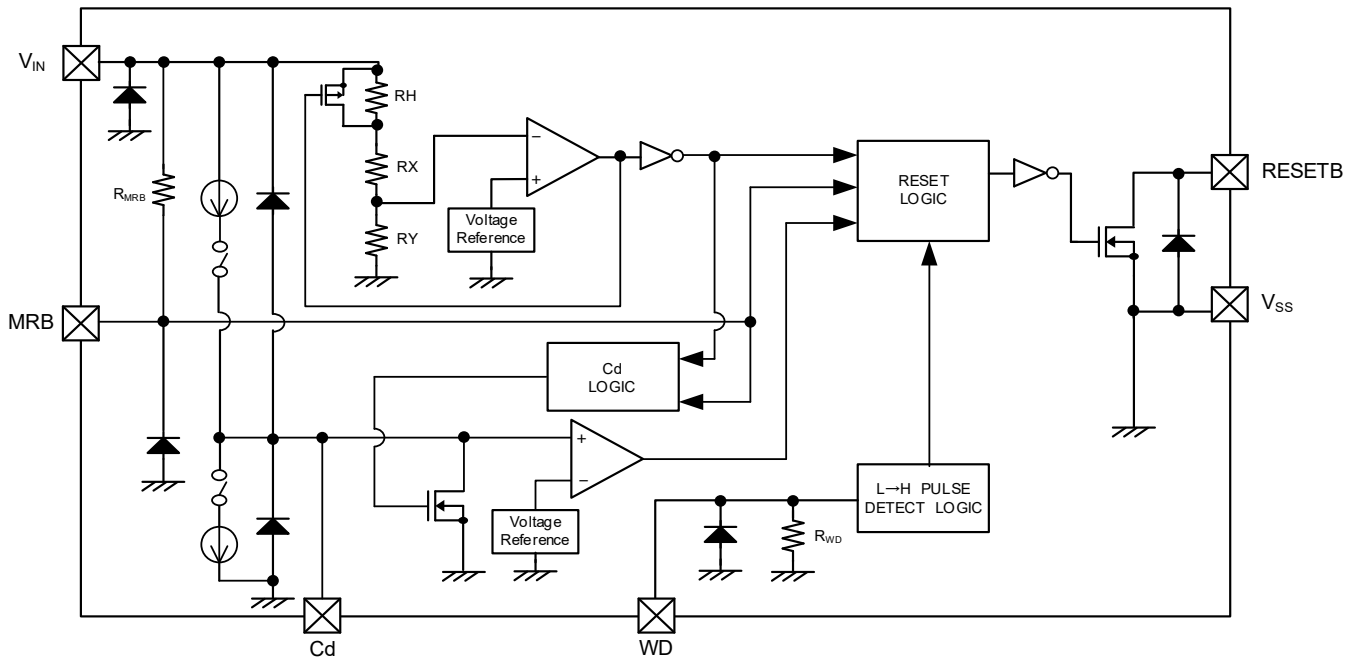 VIN
RH
RX
RMRB
RY
−
+
Voltage
Reference
RESET
LOGIC
RESETB
VSS
MRB
Cd
LOGIC
+
−
Voltage
Reference
L→H PULSE
DETECT LOGIC
RWD
Cd
WD